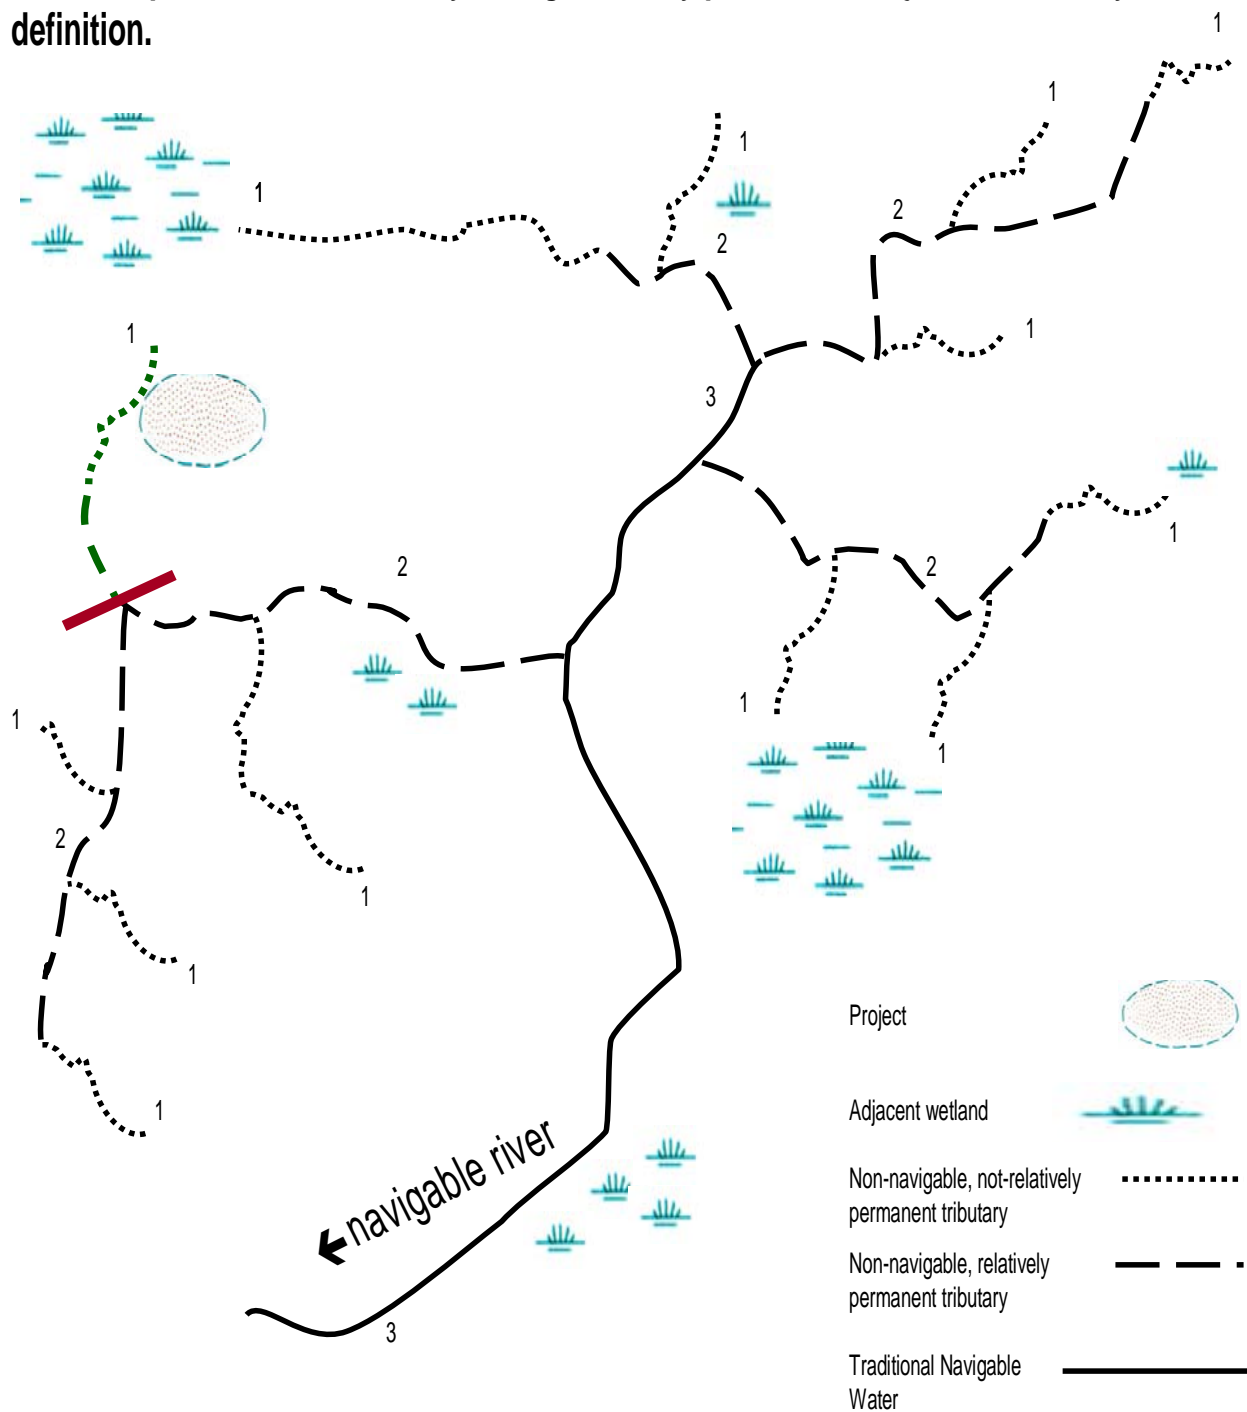 definition.
1
1
1
1
2
2
1
1
3
1
2
2
1
1
1
1
2
1
1
1
navigable river
3
Project
Adjacent wetland
Non-navigable, not-relatively
permanent tributary
Non-navigable, relatively
permanent tributary
Traditional Navigable
Water